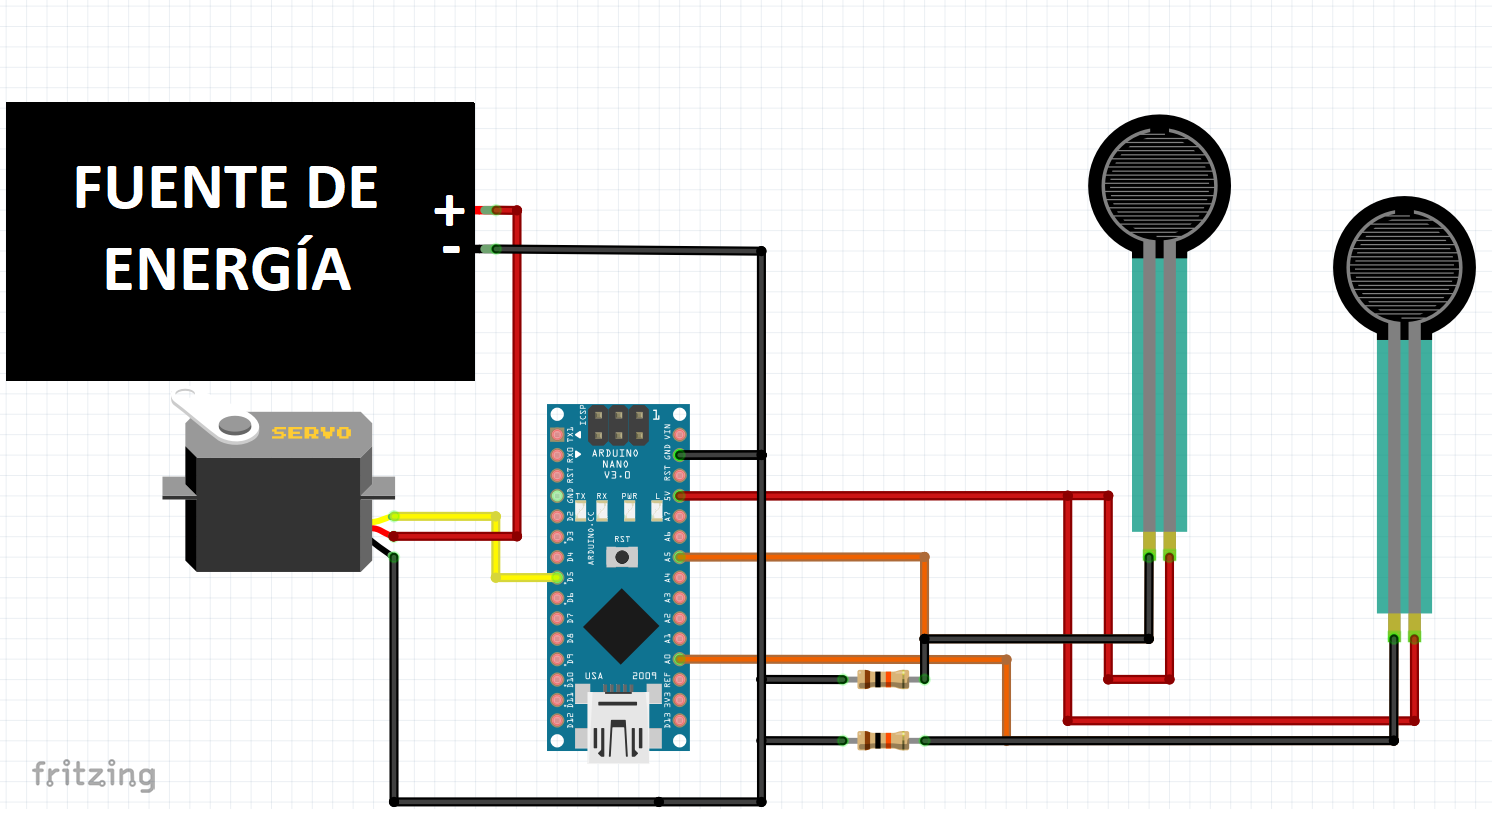 FUENTE DE
ENERGÍA
+
-
SERVO
ICSP
1
ARDUINO
NANO
V3.0
TX1
RX0
RST
GND
D2
D3
D4
D5
D6
D7
D8
D9
D10
D11
D12
TX RX PWR L
ARDUINO.CC
RST
USA 2009
VIN
GND
RST
5V
A7
A6
A5
A4
A3
A2
A1
A0
REF
3V3
D13
fritzing